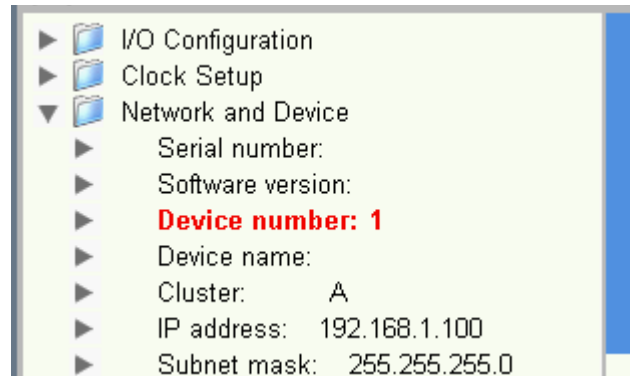 I/O Configuration
Clock Setup
Network and Device
Serial number:
Software version:
Device number: 1
Device name:
Cluster: A
IP address: 192.168.1.100
Subnet mask: 255.255.255.0